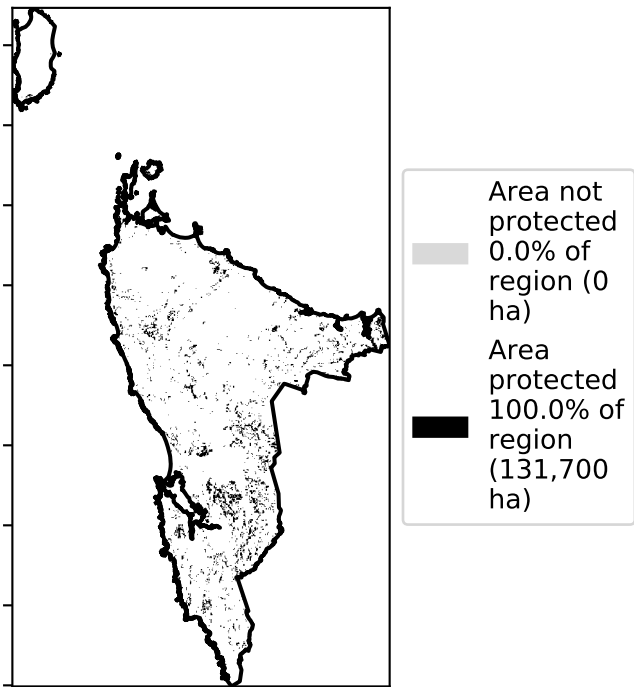 Area not
protected
0.0% of
region (0
ha)
Area
protected
100.0% of
region
(131,700
ha)